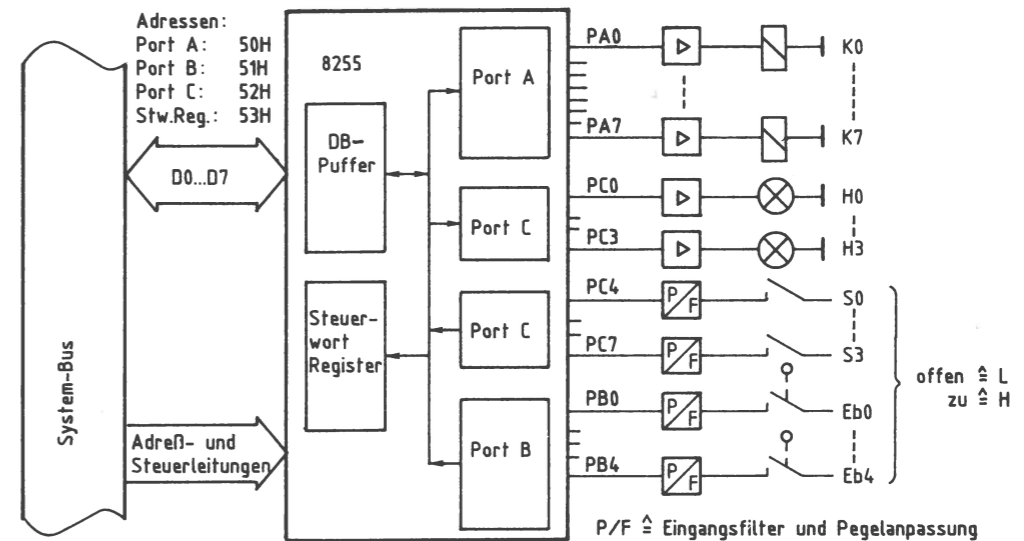 Adressen:
Port A: 50H
Port B: 51H
Port C: 52H
Stw.Reg.: 53H
System-Bus
D0...D7
Adreß- und
Steuerleitungen
8255
DB-
Puffer
Steuer-
wort
Register
Port A
Port C
Port C
Port B
PA0
K0
PA7
K7
PC0
H0
PC3
H3
PC4
P/F
S0
PC7
P/F
S3
PB0
P/F
Eb0
PB4
P/F
Eb4
offen ≙ L
zu ≙ H
P/F ≙ Eingangsfilter und Pegelanpassung